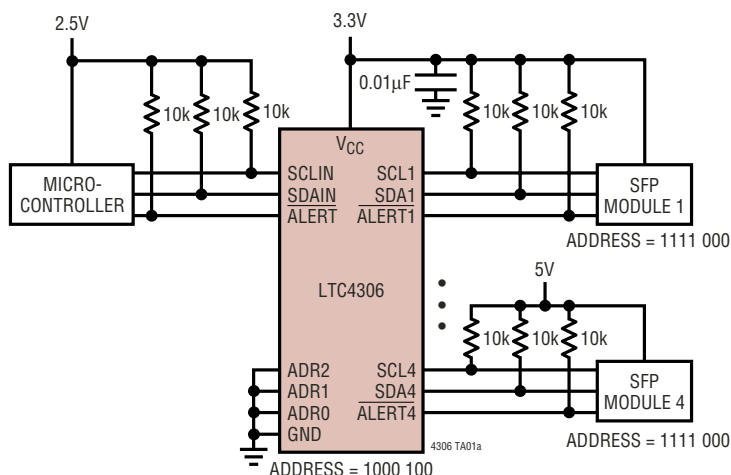 2.5V
3.3V
0.01µF
10k
10k
10k
10k
10k
10k
VCC
MICRO-
CONTROLLER
SCLIN
SDAIN
ALERT
SCL1
SDA1
ALERT1
SFP
MODULE 1
ADDRESS = 1111 000
LTC4306
5V
10k
10k
10k
ADR2
ADR1
ADR0
GND
SCL4
SDA4
ALERT4
SFP
MODULE 4
4306 TA01a
ADDRESS = 1111 000
ADDRESS = 1000 100